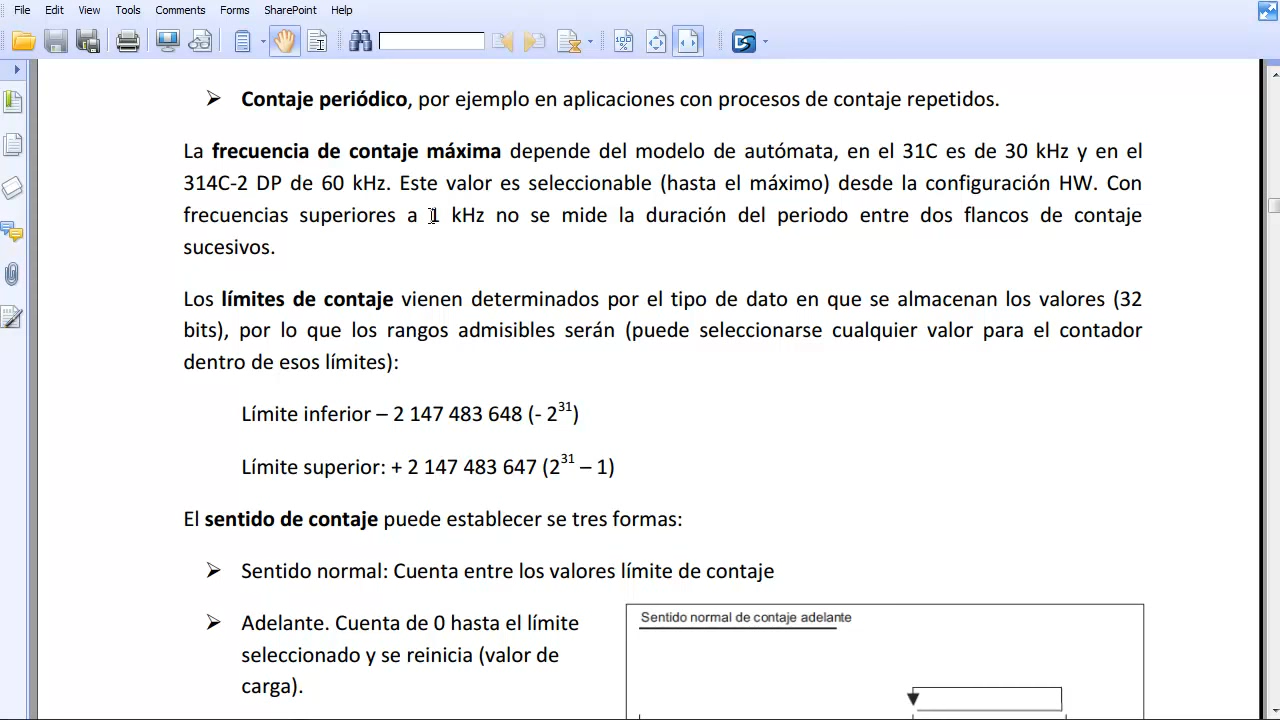 File Edit View Tools Comments Forms SharePoint Help
➢ Contaje periódico, por ejemplo en aplicaciones con procesos de contaje repetidos.
La frecuencia de contaje máxima depende del modelo de autómata, en el 31C es de 30 kHz y en el
314C-2 DP de 60 kHz. Este valor es seleccionable (hasta el máximo) desde la configuración HW. Con
frecuencias superiores a 1 kHz no se mide la duración del periodo entre dos flancos de contaje
sucesivos.
Los límites de contaje vienen determinados por el tipo de dato en que se almacenan los valores (32
bits), por lo que los rangos admisibles serán (puede seleccionarse cualquier valor para el contador
dentro de esos límites):
Límite inferior – 2 147 483 648 (- 2³¹)
Límite superior: + 2 147 483 647 (2³¹ – 1)
El sentido de contaje puede establecer se tres formas:
➢ Sentido normal: Cuenta entre los valores límite de contaje
➢ Adelante. Cuenta de 0 hasta el límite
seleccionado y se reinicia (valor de
carga).
Sentido normal de contaje adelante